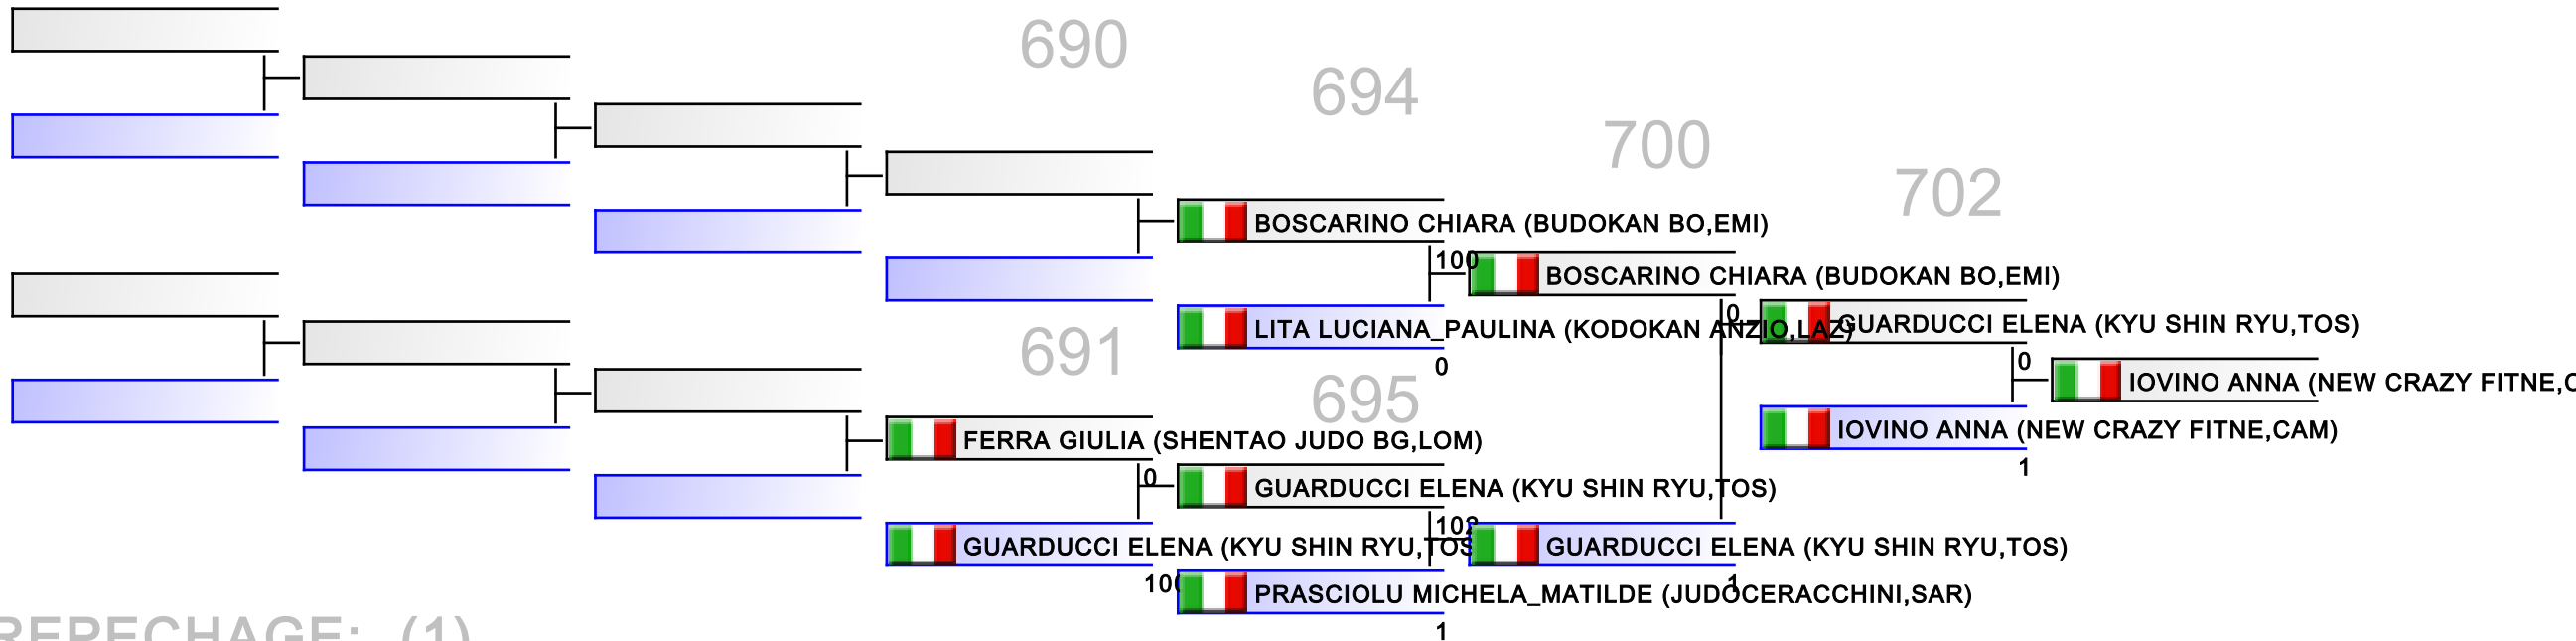 690
694
700
702
BOSCARINO CHIARA (BUDOKAN BO,EMI)
100
BOSCARINO CHIARA (BUDOKAN BO,EMI)
0
GUARDUCCI ELENA (KYU SHIN RYU,TOS)
LITA LUCIANA_PAULINA (KODOKAN ANZIO,LAZ)
691
0
0
IOVINO ANNA (NEW CRAZY FITNE,C
695
IOVINO ANNA (NEW CRAZY FITNE,CAM)
FERRA GIULIA (SHENTAO JUDO BG,LOM)
1
0
GUARDUCCI ELENA (KYU SHIN RYU,TOS)
102
GUARDUCCI ELENA (KYU SHIN RYU,TOS
GUARDUCCI ELENA (KYU SHIN RYU,TOS)
100
1
PRASCIOLU MICHELA_MATILDE (JUDOCERACCHINI,SAR)
1
REPECHAGE: (1)